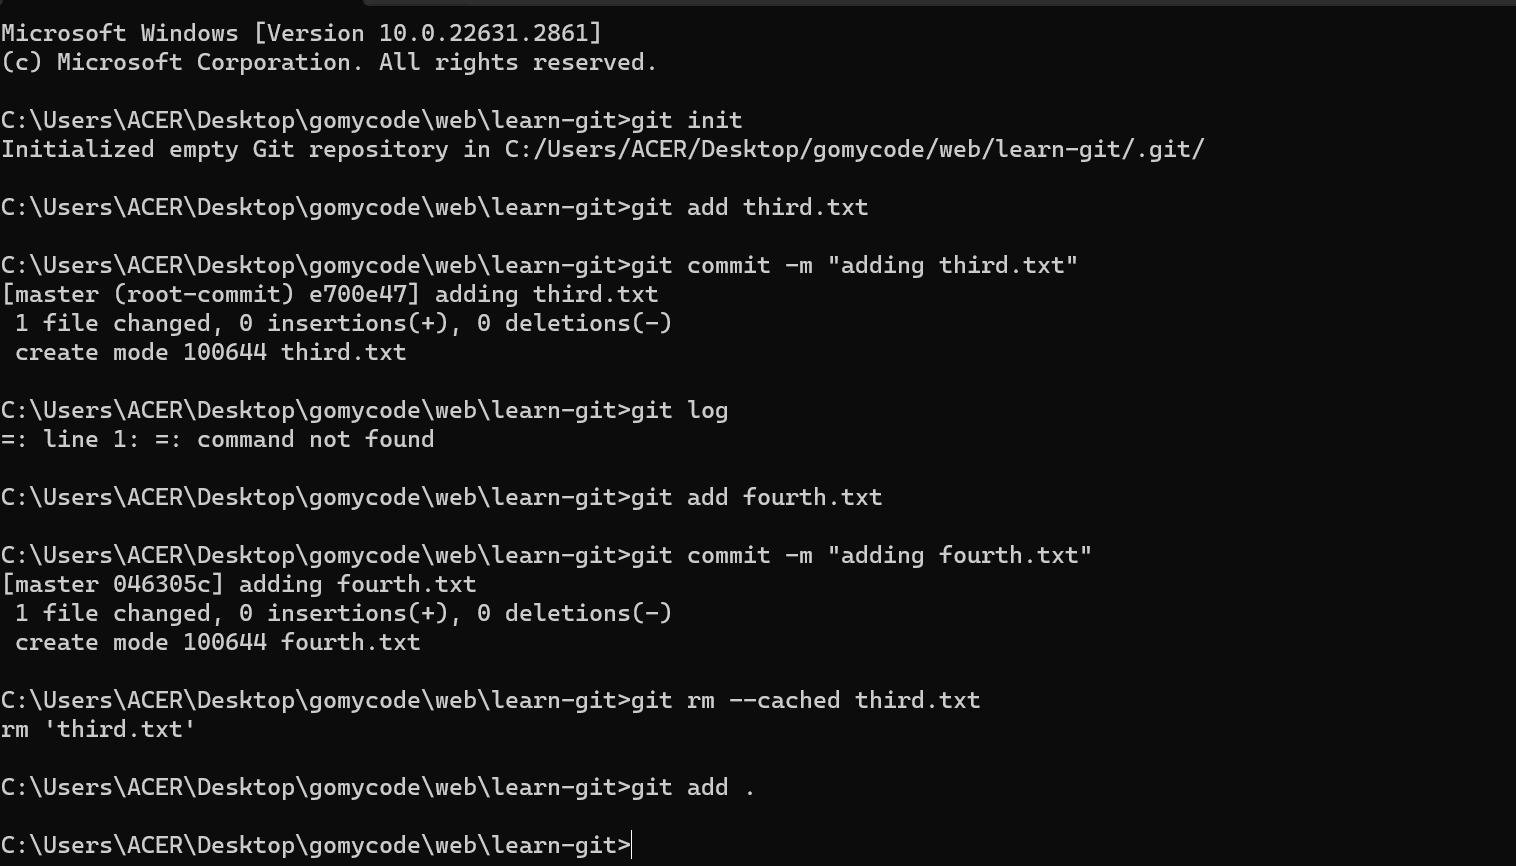 Microsoft Windows [Version 10.0.22631.2861]
(c) Microsoft Corporation. All rights reserved.
C:\Users\ACER\Desktop\gomycode\web\learn-git>git init
Initialized empty Git repository in C:/Users/ACER/Desktop/gomycode/web/learn-git/.git/
C:\Users\ACER\Desktop\gomycode\web\learn-git>git add third.txt
C:\Users\ACER\Desktop\gomycode\web\learn-git>git commit -m "adding third.txt"
[master (root-commit) e700e47] adding third.txt
 1 file changed, 0 insertions(+), 0 deletions(-)
 create mode 100644 third.txt
C:\Users\ACER\Desktop\gomycode\web\learn-git>git log
=: line 1: =: command not found
C:\Users\ACER\Desktop\gomycode\web\learn-git>git add fourth.txt
C:\Users\ACER\Desktop\gomycode\web\learn-git>git commit -m "adding fourth.txt"
[master 046305c] adding fourth.txt
 1 file changed, 0 insertions(+), 0 deletions(-)
 create mode 100644 fourth.txt
C:\Users\ACER\Desktop\gomycode\web\learn-git>git rm --cached third.txt
rm 'third.txt'
C:\Users\ACER\Desktop\gomycode\web\learn-git>git add .
C:\Users\ACER\Desktop\gomycode\web\learn-git>